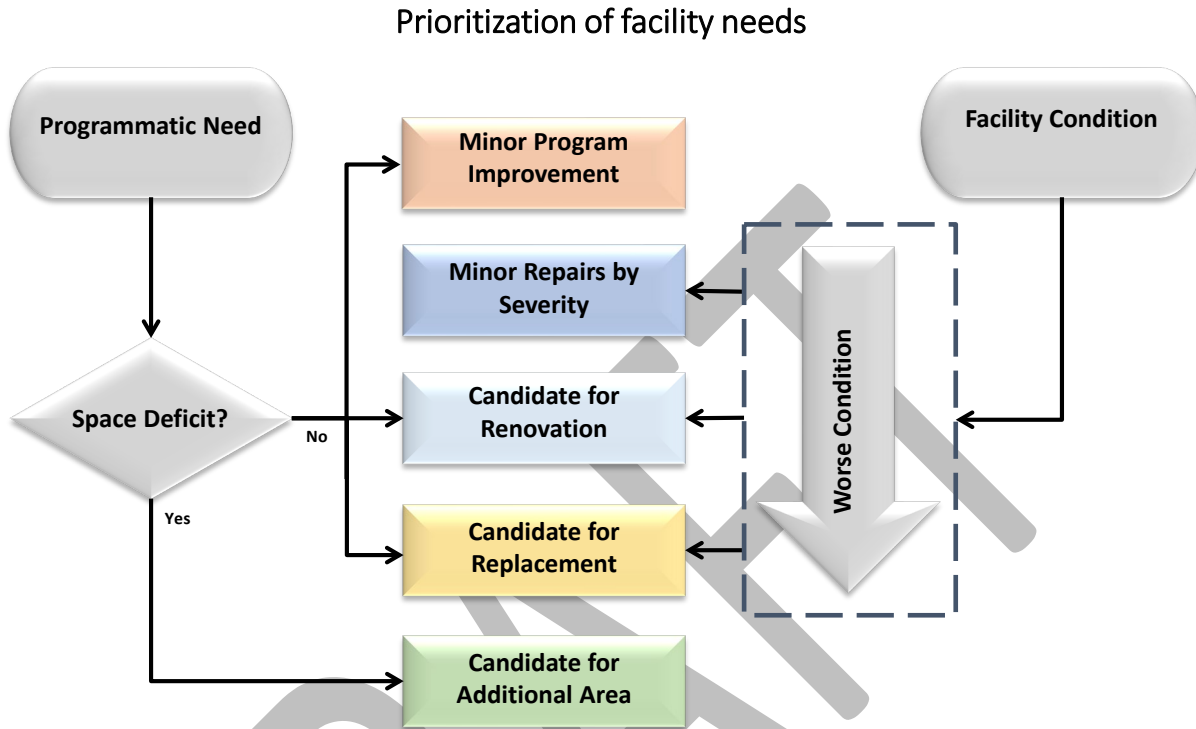 Prioritization of facility needs
Programmatic Need
Facility Condition
Minor Program
Improvement
Minor Repairs by
Severity
Worse Condition
Space Deficit?
No
Candidate for
Renovation
Yes
Candidate for
Replacement
Candidate for
Additional Area